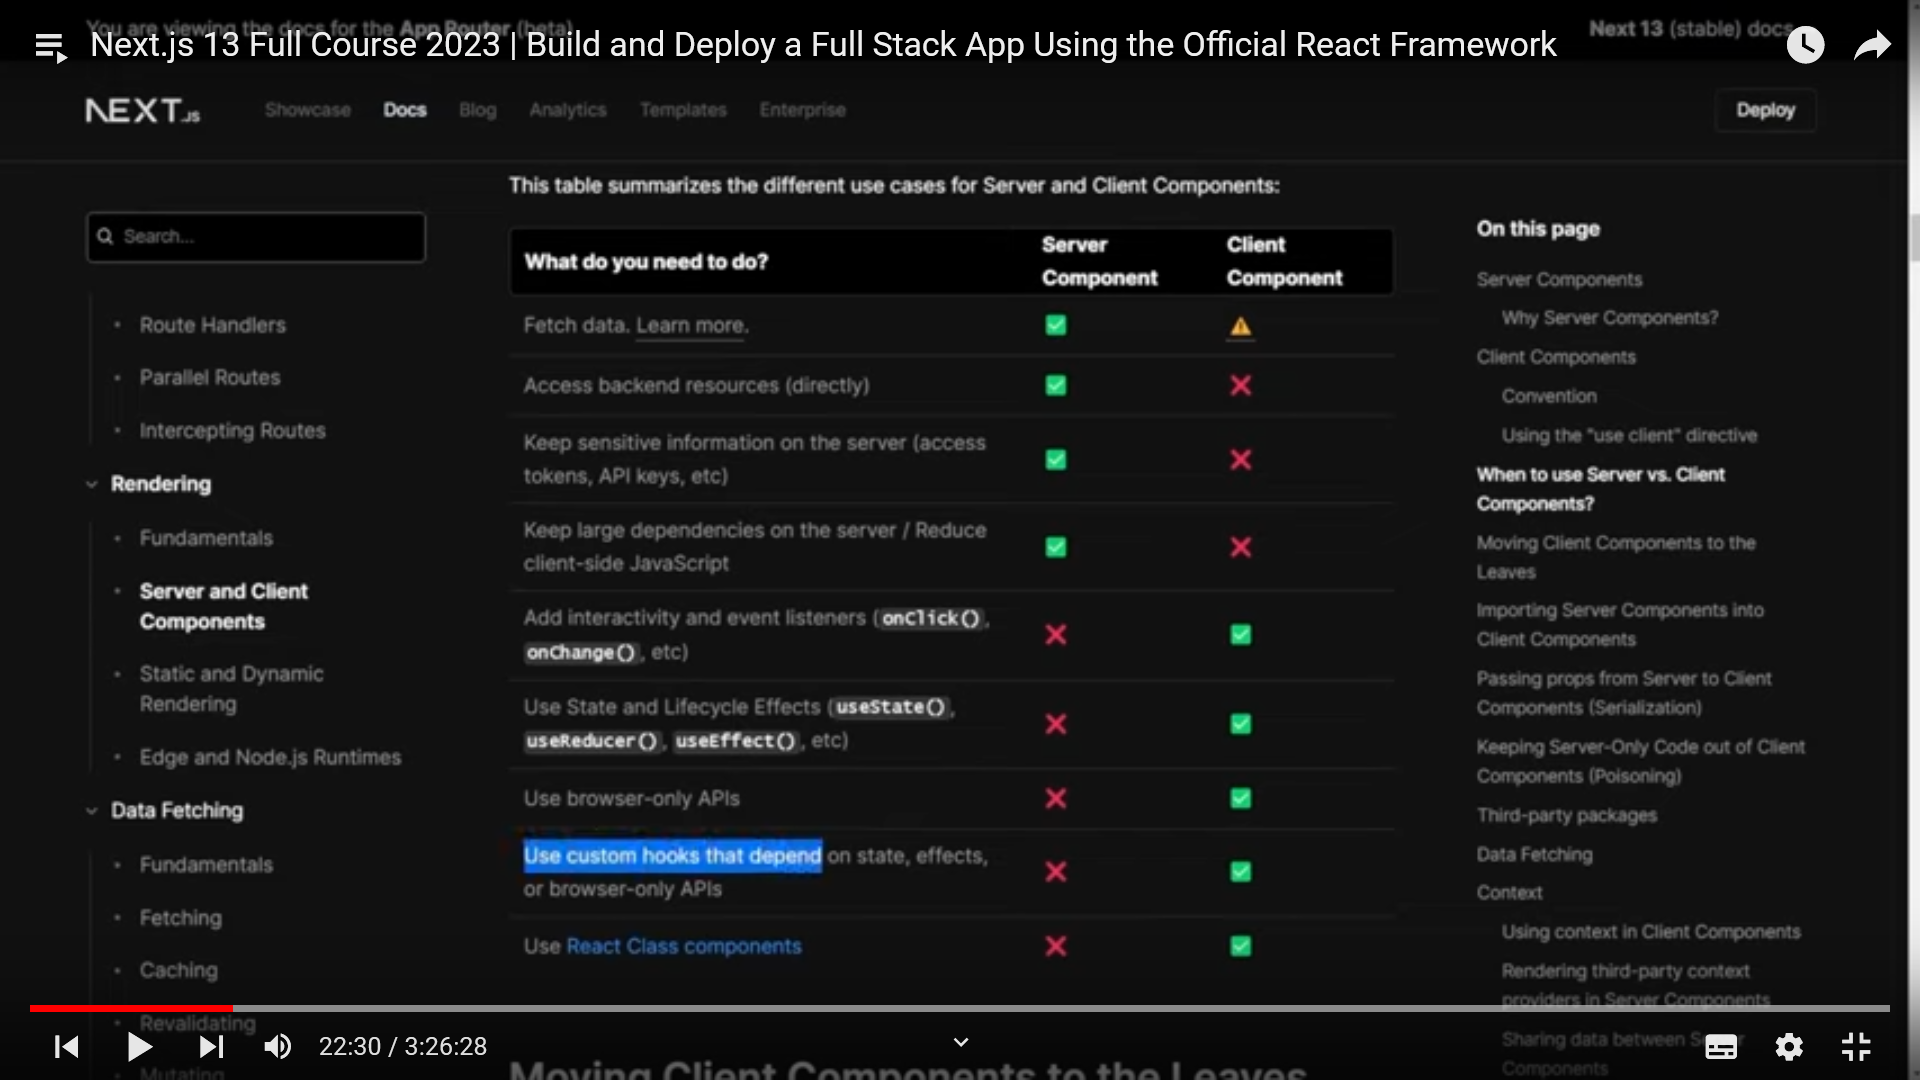 You are viewing the docs for the App Router (beta)
Next 13 (stable) docs
Next.js 13 Full Course 2023 | Build and Deploy a Full Stack App Using the Official React Framework
NEXT.JS
Showcase
Docs
Blog
Analytics
Templates
Enterprise
Deploy
Search...
Route Handlers
Parallel Routes
Intercepting Routes
Rendering
Fundamentals
Server and Client
Components
Static and Dynamic
Rendering
Edge and Node.js Runtimes
Data Fetching
Fundamentals
Fetching
Caching
Revalidating
Mutating
This table summarizes the different use cases for Server and Client Components:
What do you need to do?
Server
Component
Client
Component
Fetch data. Learn more.
Access backend resources (directly)
Keep sensitive information on the server (access
tokens, API keys, etc)
Keep large dependencies on the server / Reduce
client-side JavaScript
Add interactivity and event listeners (onClick(),
onChange(), etc)
Use State and Lifecycle Effects (useState(),
useReducer(), useEffect(), etc)
Use browser-only APIs
Use custom hooks that depend on state, effects,
or browser-only APIs
Use React Class components
Moving Client Components to the Leaves
On this page
Server Components
Why Server Components?
Client Components
Convention
Using the "use client" directive
When to use Server vs. Client
Components?
Moving Client Components to the
Leaves
Importing Server Components into
Client Components
Passing props from Server to Client
Components (Serialization)
Keeping Server-Only Code out of Client
Components (Poisoning)
Third-party packages
Data Fetching
Context
Using context in Client Components
Rendering third-party context
providers in Server Components
Sharing data between
Components
22:30 / 3:26:28